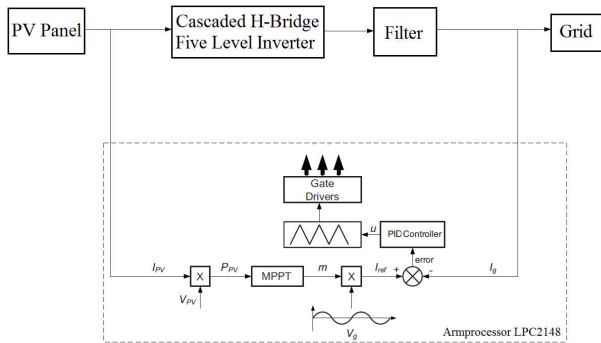 PV Panel
Cascaded H-Bridge
Five Level Inverter
Filter
Grid
Gate
Drivers
u
PID Controller
error
I_PV
X
P_PV
MPPT
m
X
I_ref
+
-
I_g
V_PV
V_g
Armprocessor LPC2148